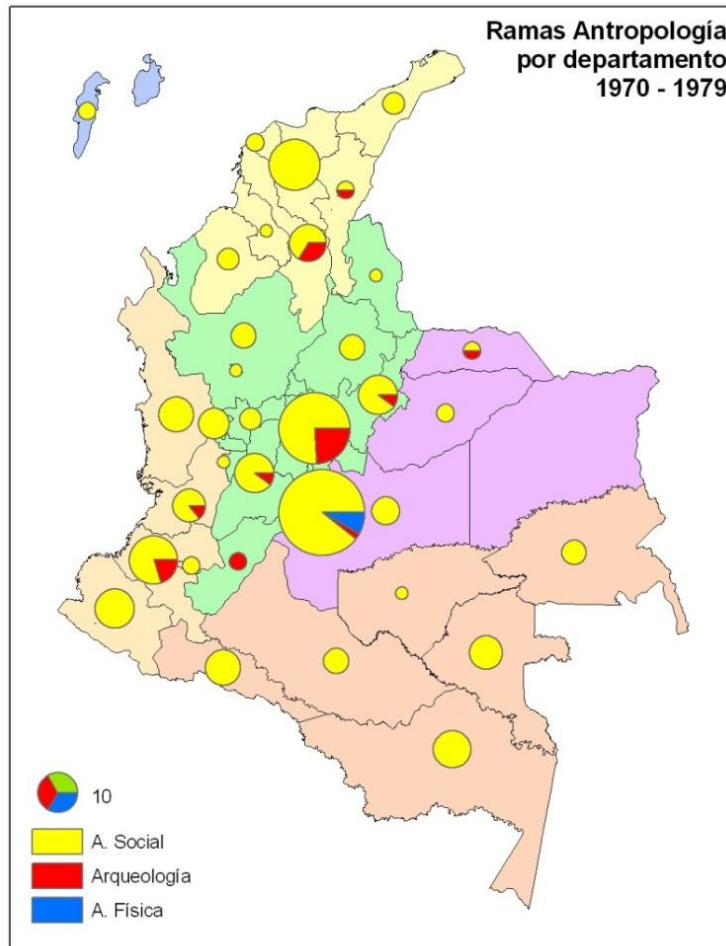 Ramas Antropología
por departamento
1970 - 1979
10
A. Social
Arqueología
A. Física